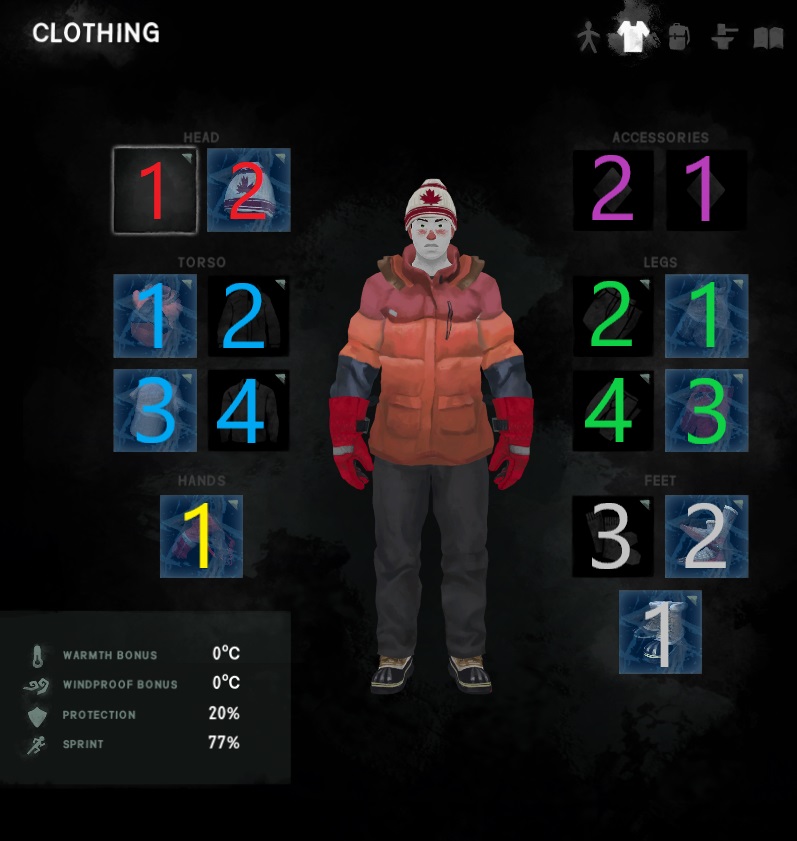 CLOTHING
HEAD
ACCESSORIES
1 2
2 1
TORSO
LEGS
1 2
2 1
3 4
4 3
HANDS
FEET
1
3 2
1
WARMTH BONUS 0°C
WINDPROOF BONUS 0°C
PROTECTION 20%
SPRINT 77%